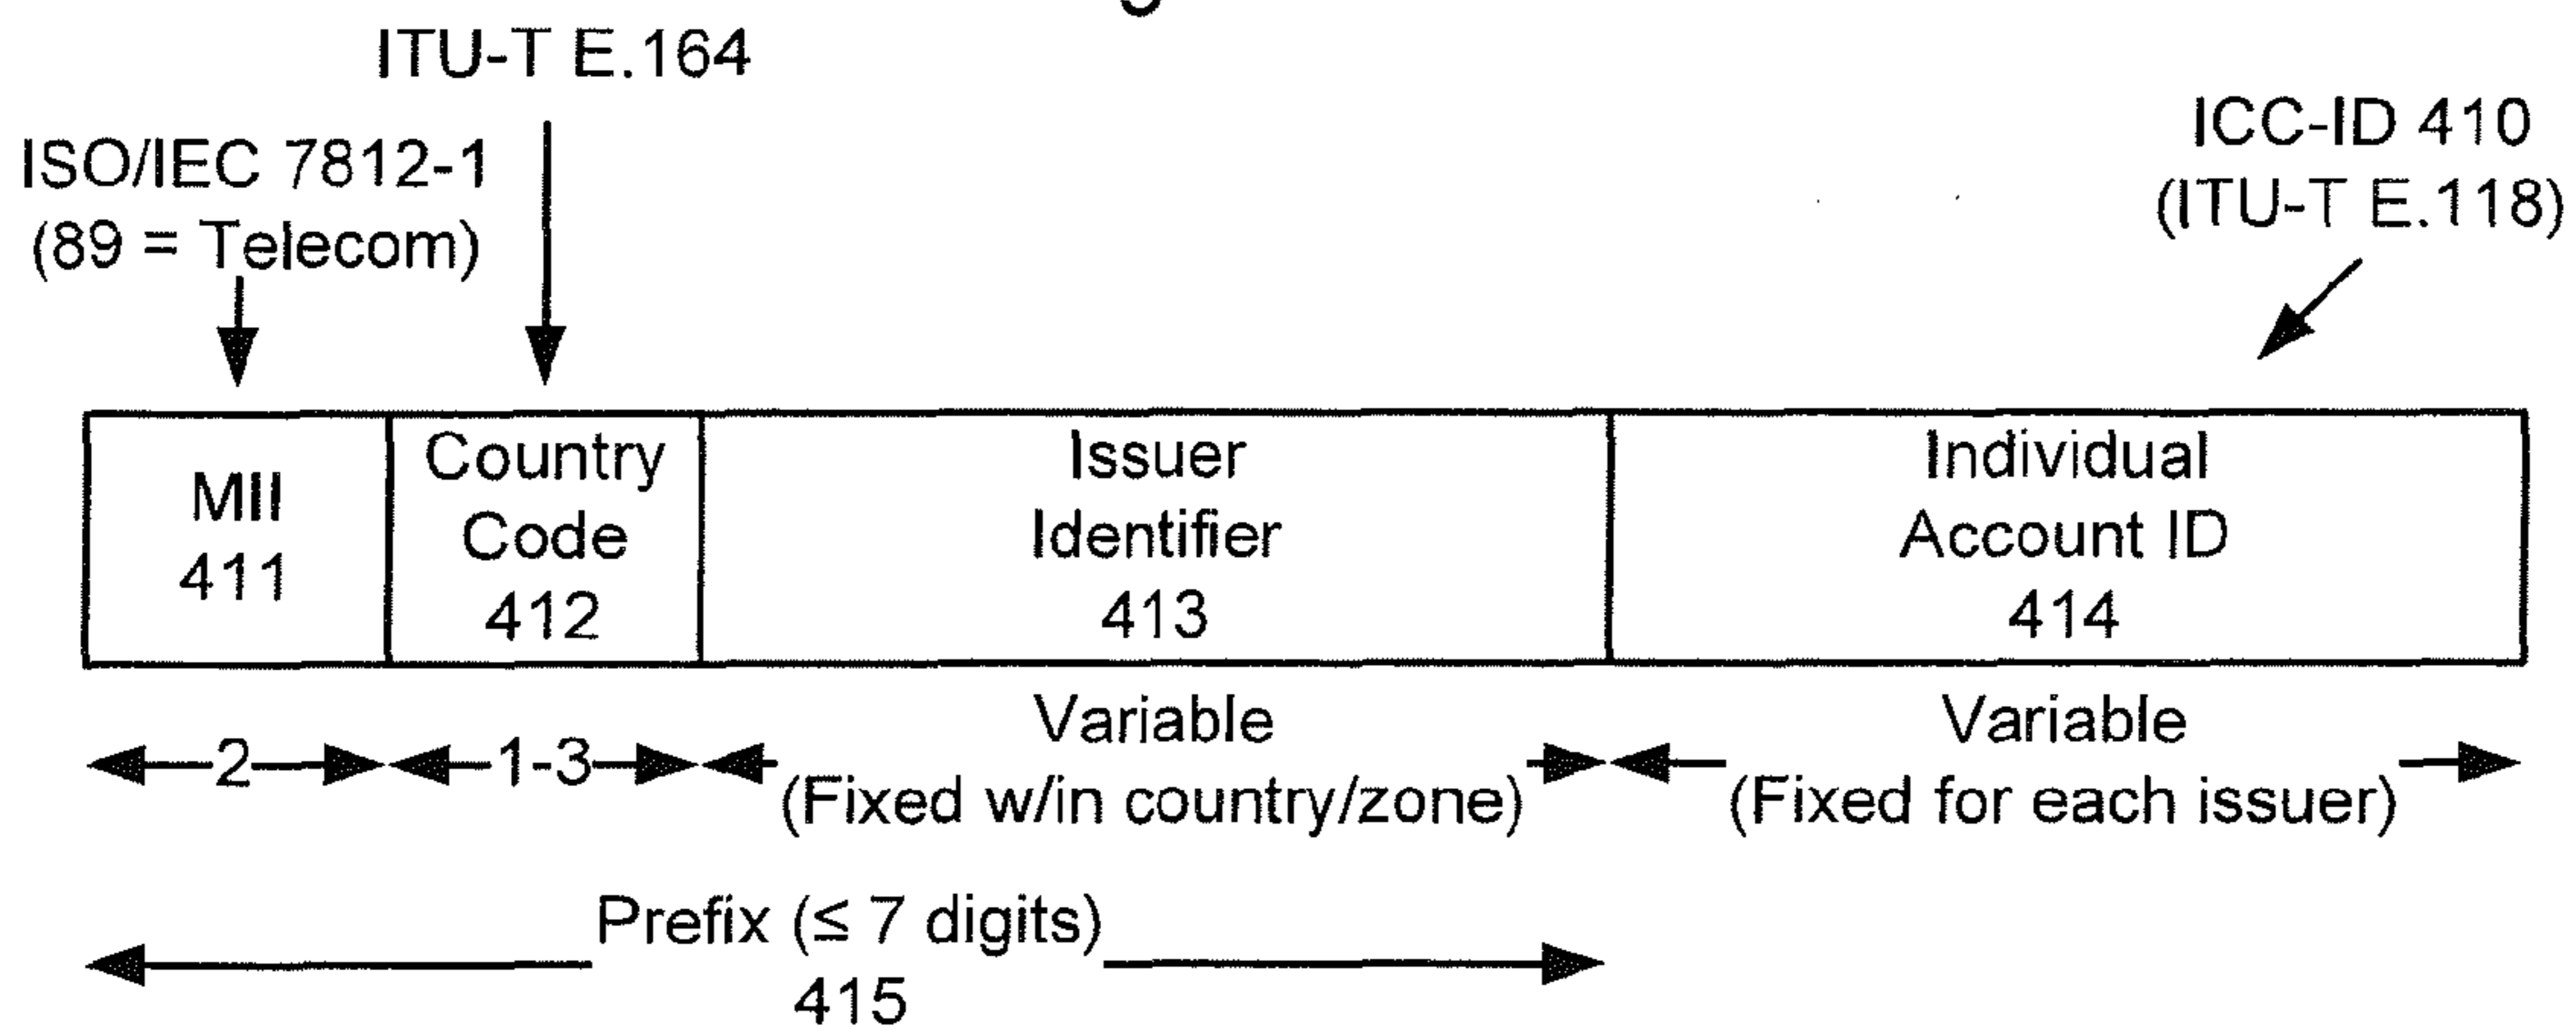 ITU-T E.164
ISO/IEC 7812-1
(89 = Telecom)
ICC-ID 410
(ITU-T E.118)
MII
411
Country
Code
412
Issuer
Identifier
413
Individual
Account ID
414
2
1-3
Variable
(Fixed w/in country/zone)
Variable
(Fixed for each issuer)
Prefix (≤ 7 digits)
415